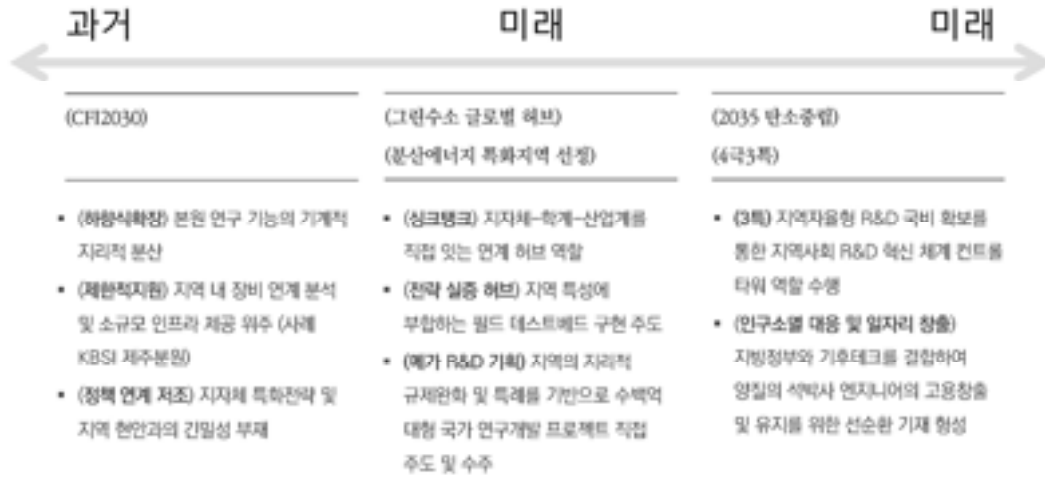 과거
미래
미래
(CFI2030)
(그린수소 글로벌 허브)
(분산에너지 특화지역 선정)
(2035 탄소중립)
(4극3특)
▪ (하향식확장) 본원 연구 기능의 기계적
지리적 분산
▪ (제한적지원) 지역 내 장비 연계 분석
및 소규모 인프라 제공 위주 (사례
KBSI 제주분원)
▪ (정책 연계 저조) 지자체 특화전략 및
지역 현안과의 긴밀성 부재
▪ (싱크탱크) 지자체-학계-산업계를
직접 잇는 연계 허브 역할
▪ (전략 실증 허브) 지역 특성에
부합하는 필드 테스트베드 구현 주도
▪ (메가 R&D 기획) 지역의 지리적
규제완화 및 특례를 기반으로 수백억
대형 국가 연구개발 프로젝트 직접
주도 및 수주
▪ (3특) 지역자율형 R&D 국비 확보를
통한 지역사회 R&D 혁신 체계 컨트롤
타워 역할 수행
▪ (인구소멸 대응 및 일자리 창출)
지방정부와 기후테크를 결합하여
양질의 석박사 엔지니어의 고용창출
및 유지를 위한 선순환 기재 형성